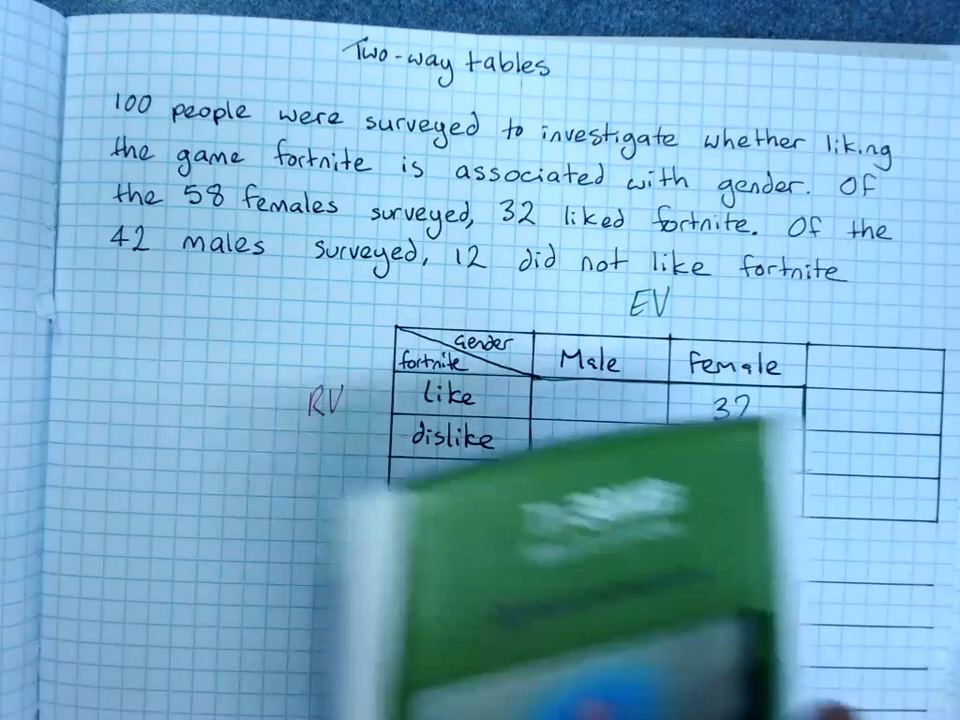 Two-way tables
100 people were surveyed to investigate whether liking
the game fortnite is associated with gender. Of
the 58 females surveyed, 32 liked fortnite. Of the
42 males surveyed, 12 did not like fortnite
EV
Gender Male Female
fortnite
RV like 32
dislike